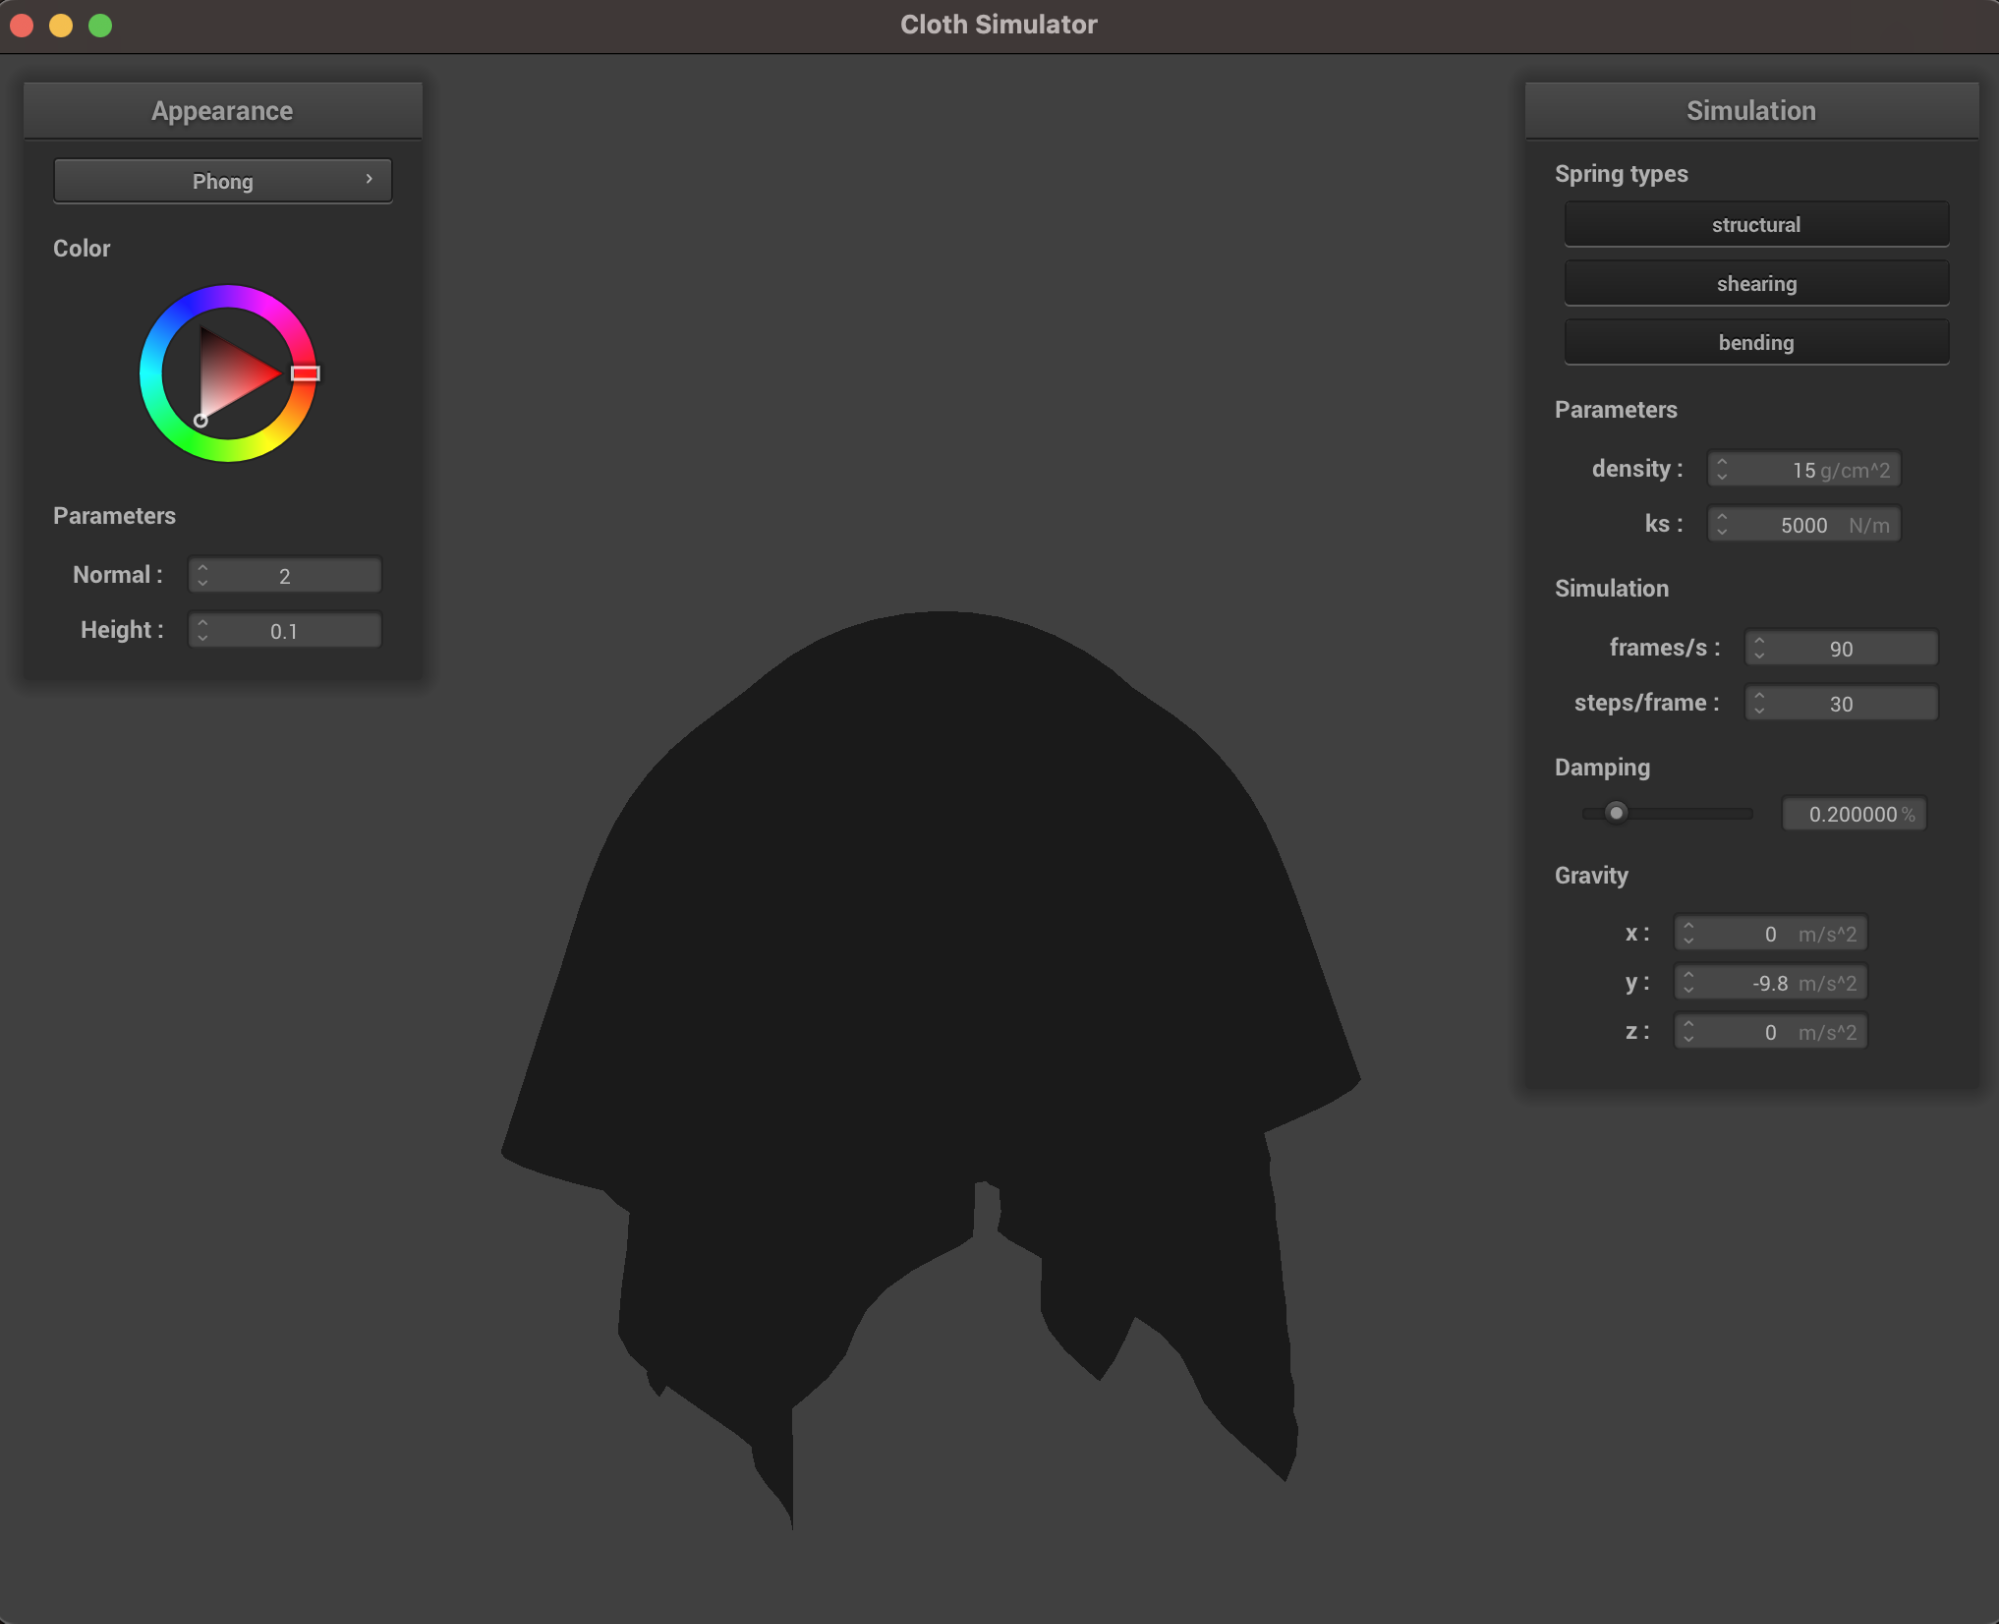 Cloth Simulator
Appearance
Phong
Color
Parameters
Normal : 2
Height : 0.1
Simulation
Spring types
structural
shearing
bending
Parameters
density : 15 g/cm^2
ks : 5000 N/m
Simulation
frames/s : 90
steps/frame : 30
Damping
0.200000 %
Gravity
x : 0 m/s^2
y : -9.8 m/s^2
z : 0 m/s^2